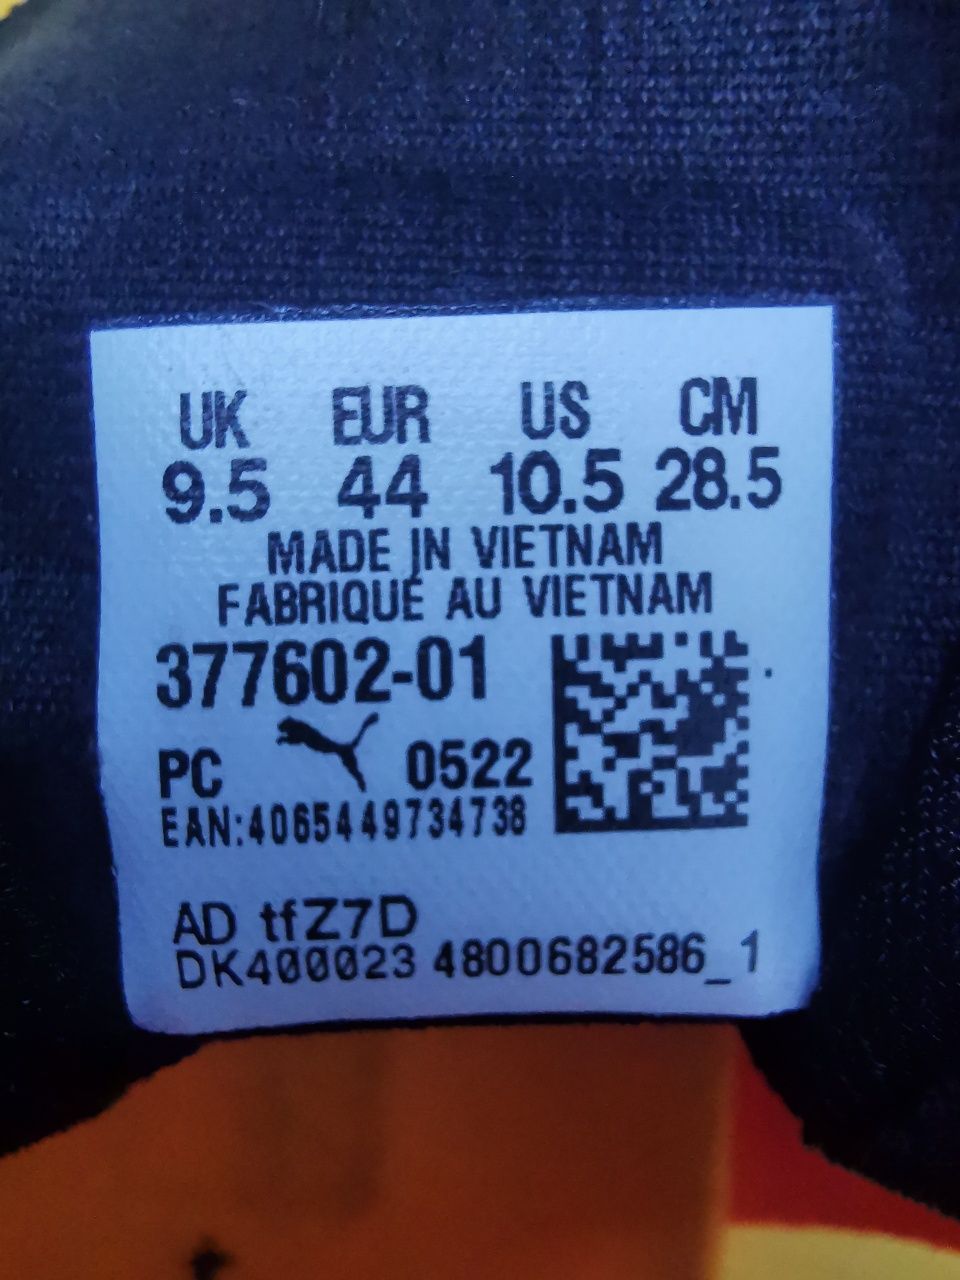 UK EUR US CM
9.5 44 10.5 28.5
MADE IN VIETNAM
FABRIQUE AU VIETNAM
377602-01
PC 0522
EAN:4065449734738
AD tfZ7D
DK400023 4800682586_1